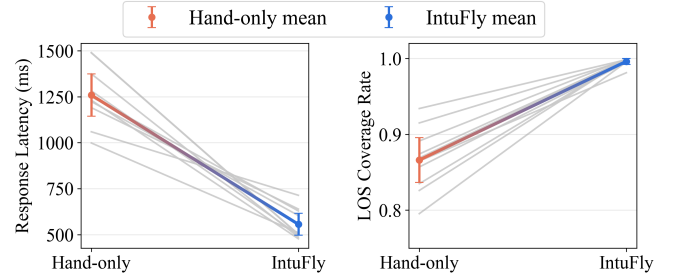 Hand-only mean
IntuFly mean
Response Latency (ms)
1500
1250
1000
750
500
Hand-only
IntuFly
LOS Coverage Rate
1.0
0.9
0.8
Hand-only
IntuFly